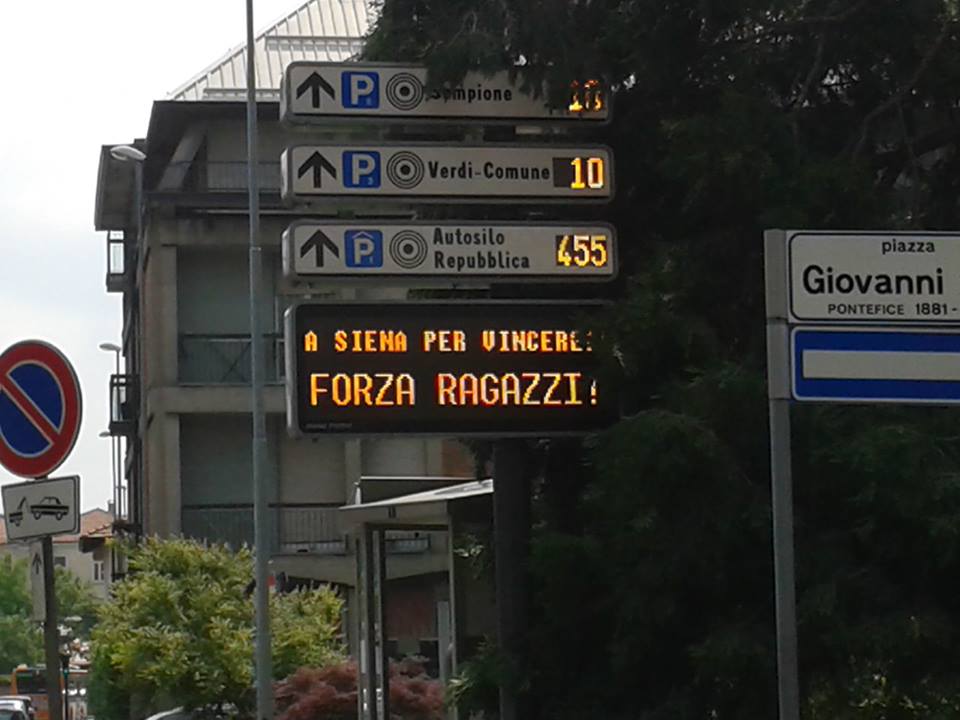 P Sempione
P Verdi-Comune 10
P Autosilo 455
Repubblica
A SIENA PER VINCERE!
FORZA RAGAZZI!
piazza
Giovanni
PONTEFICE 1881-